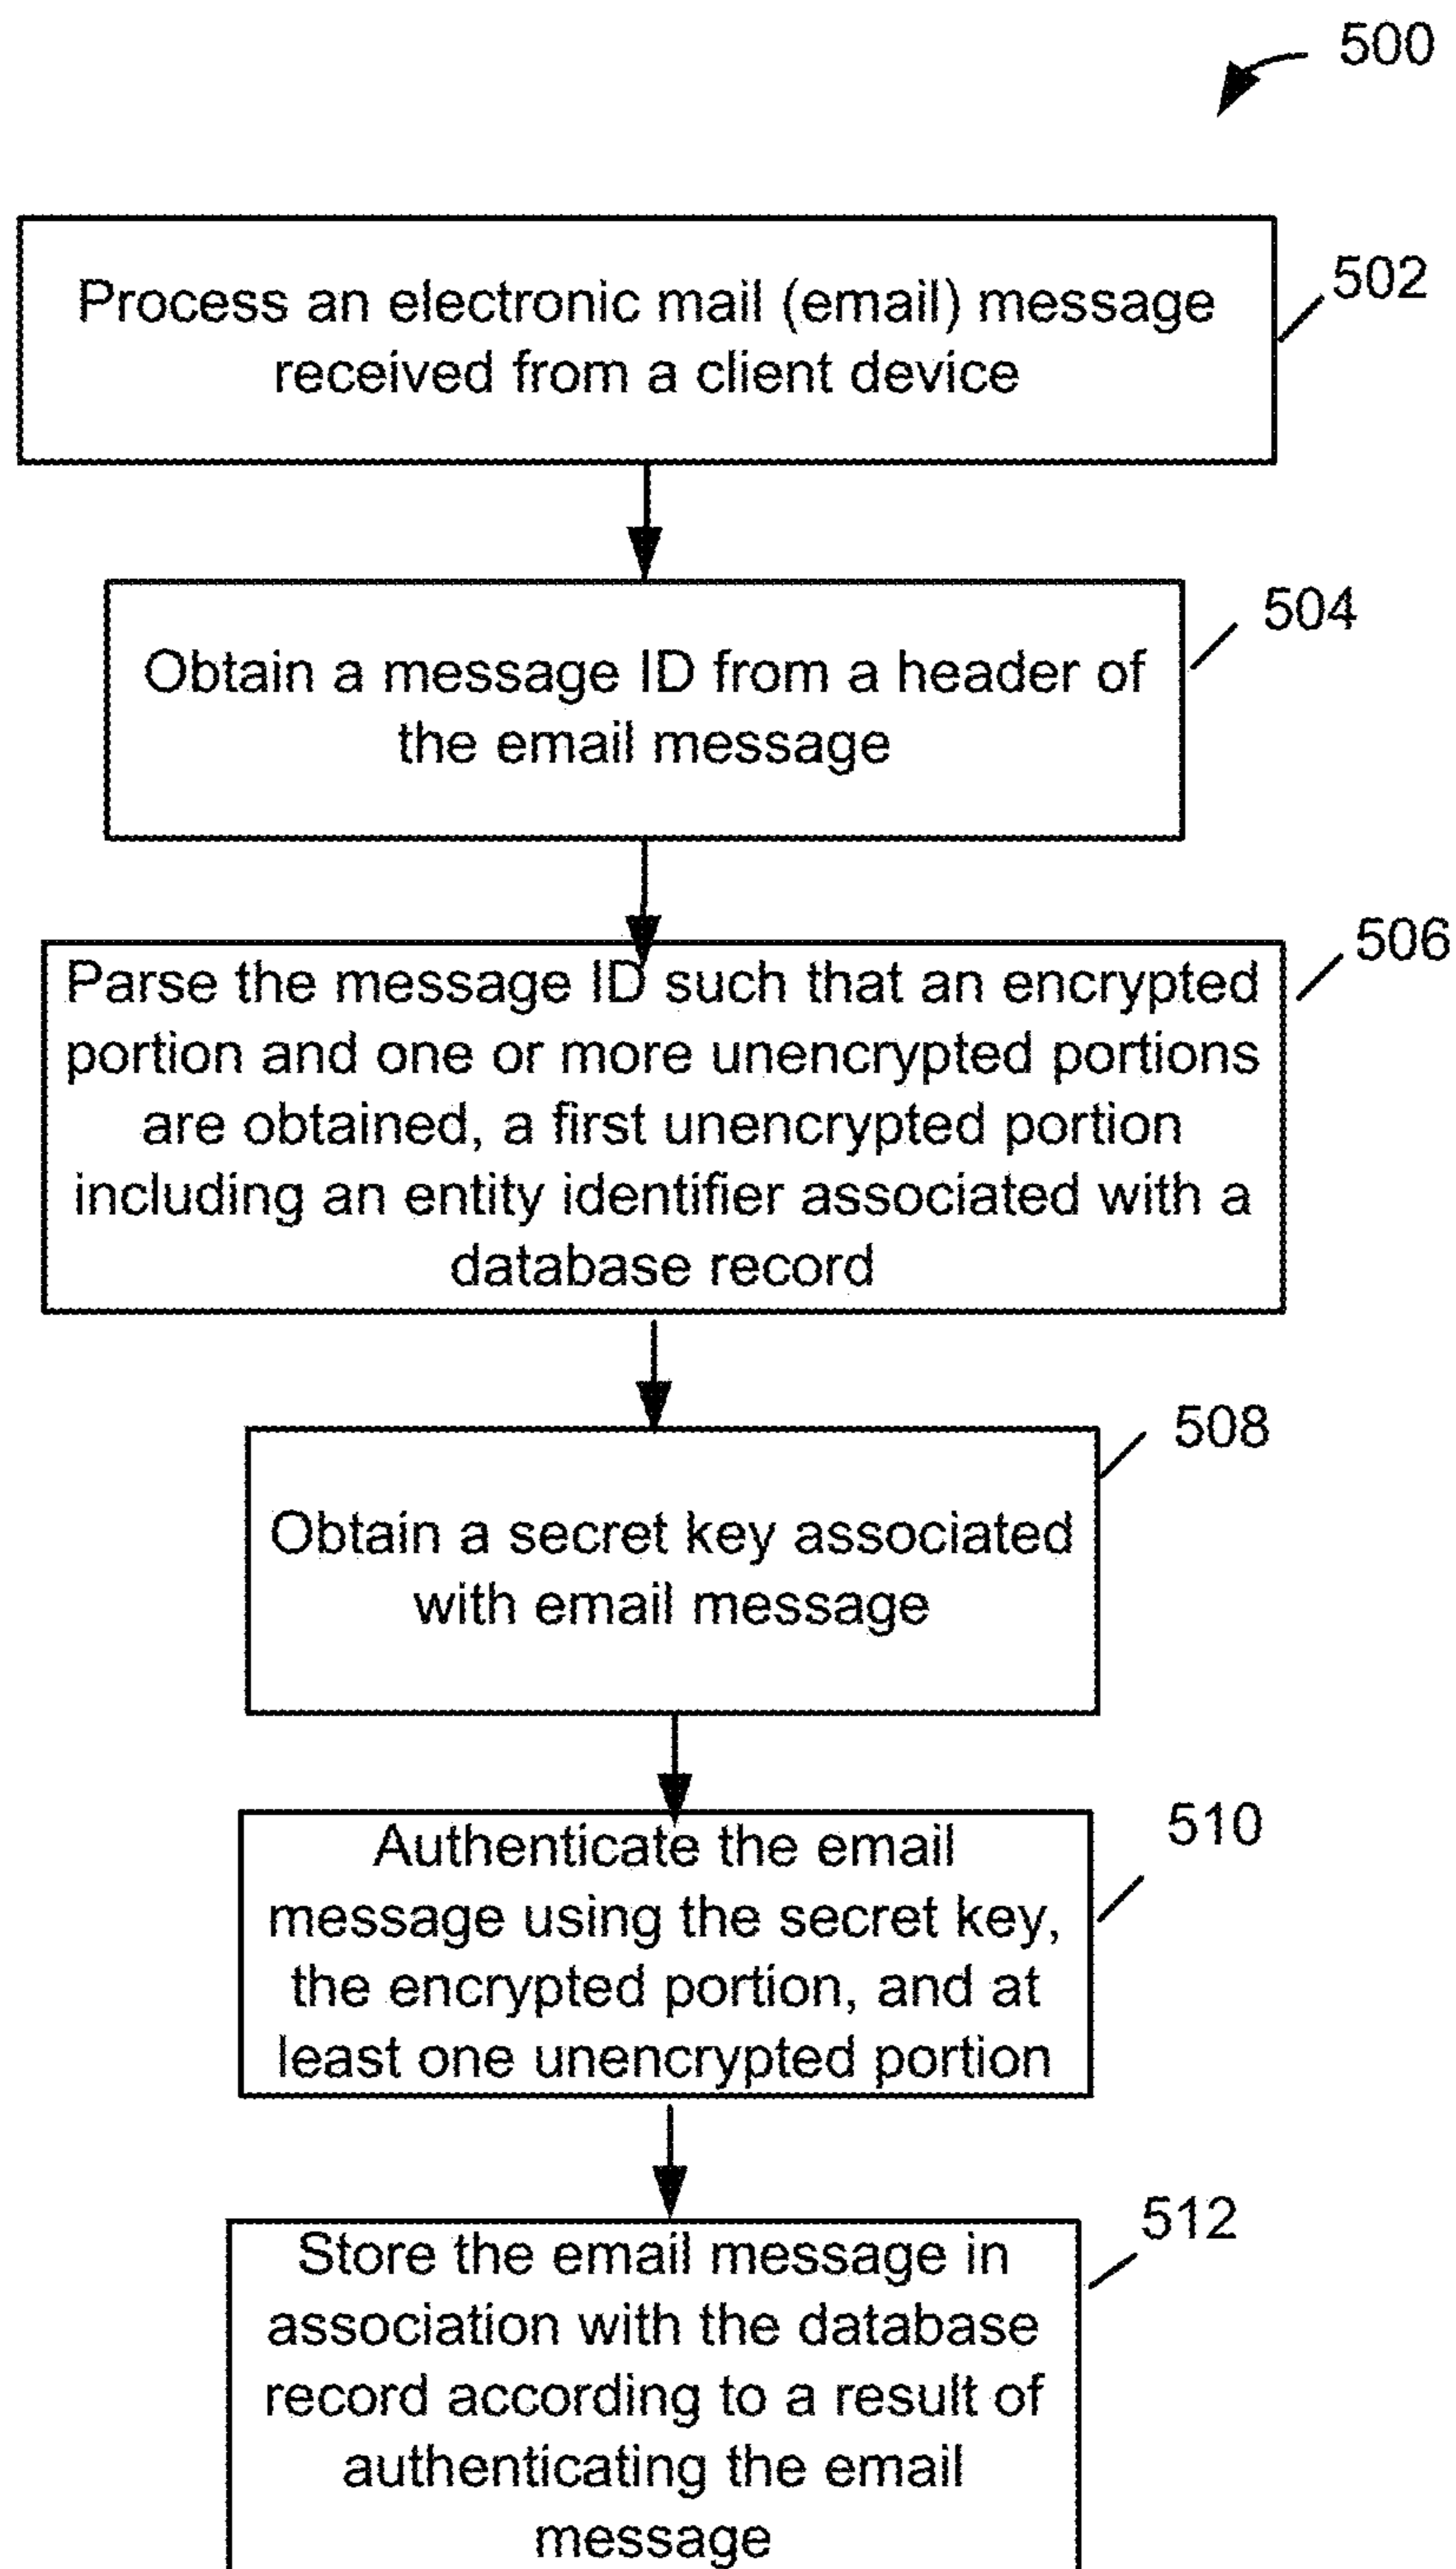 500
Process an electronic mail (email) message
received from a client device
502
Obtain a message ID from a header of
the email message
504
Parse the message ID such that an encrypted
portion and one or more unencrypted portions
are obtained, a first unencrypted portion
including an entity identifier associated with a
database record
506
Obtain a secret key associated
with email message
508
Authenticate the email
message using the secret key,
the encrypted portion, and at
least one unencrypted portion
510
Store the email message in
association with the database
record according to a result of
authenticating the email
message
512